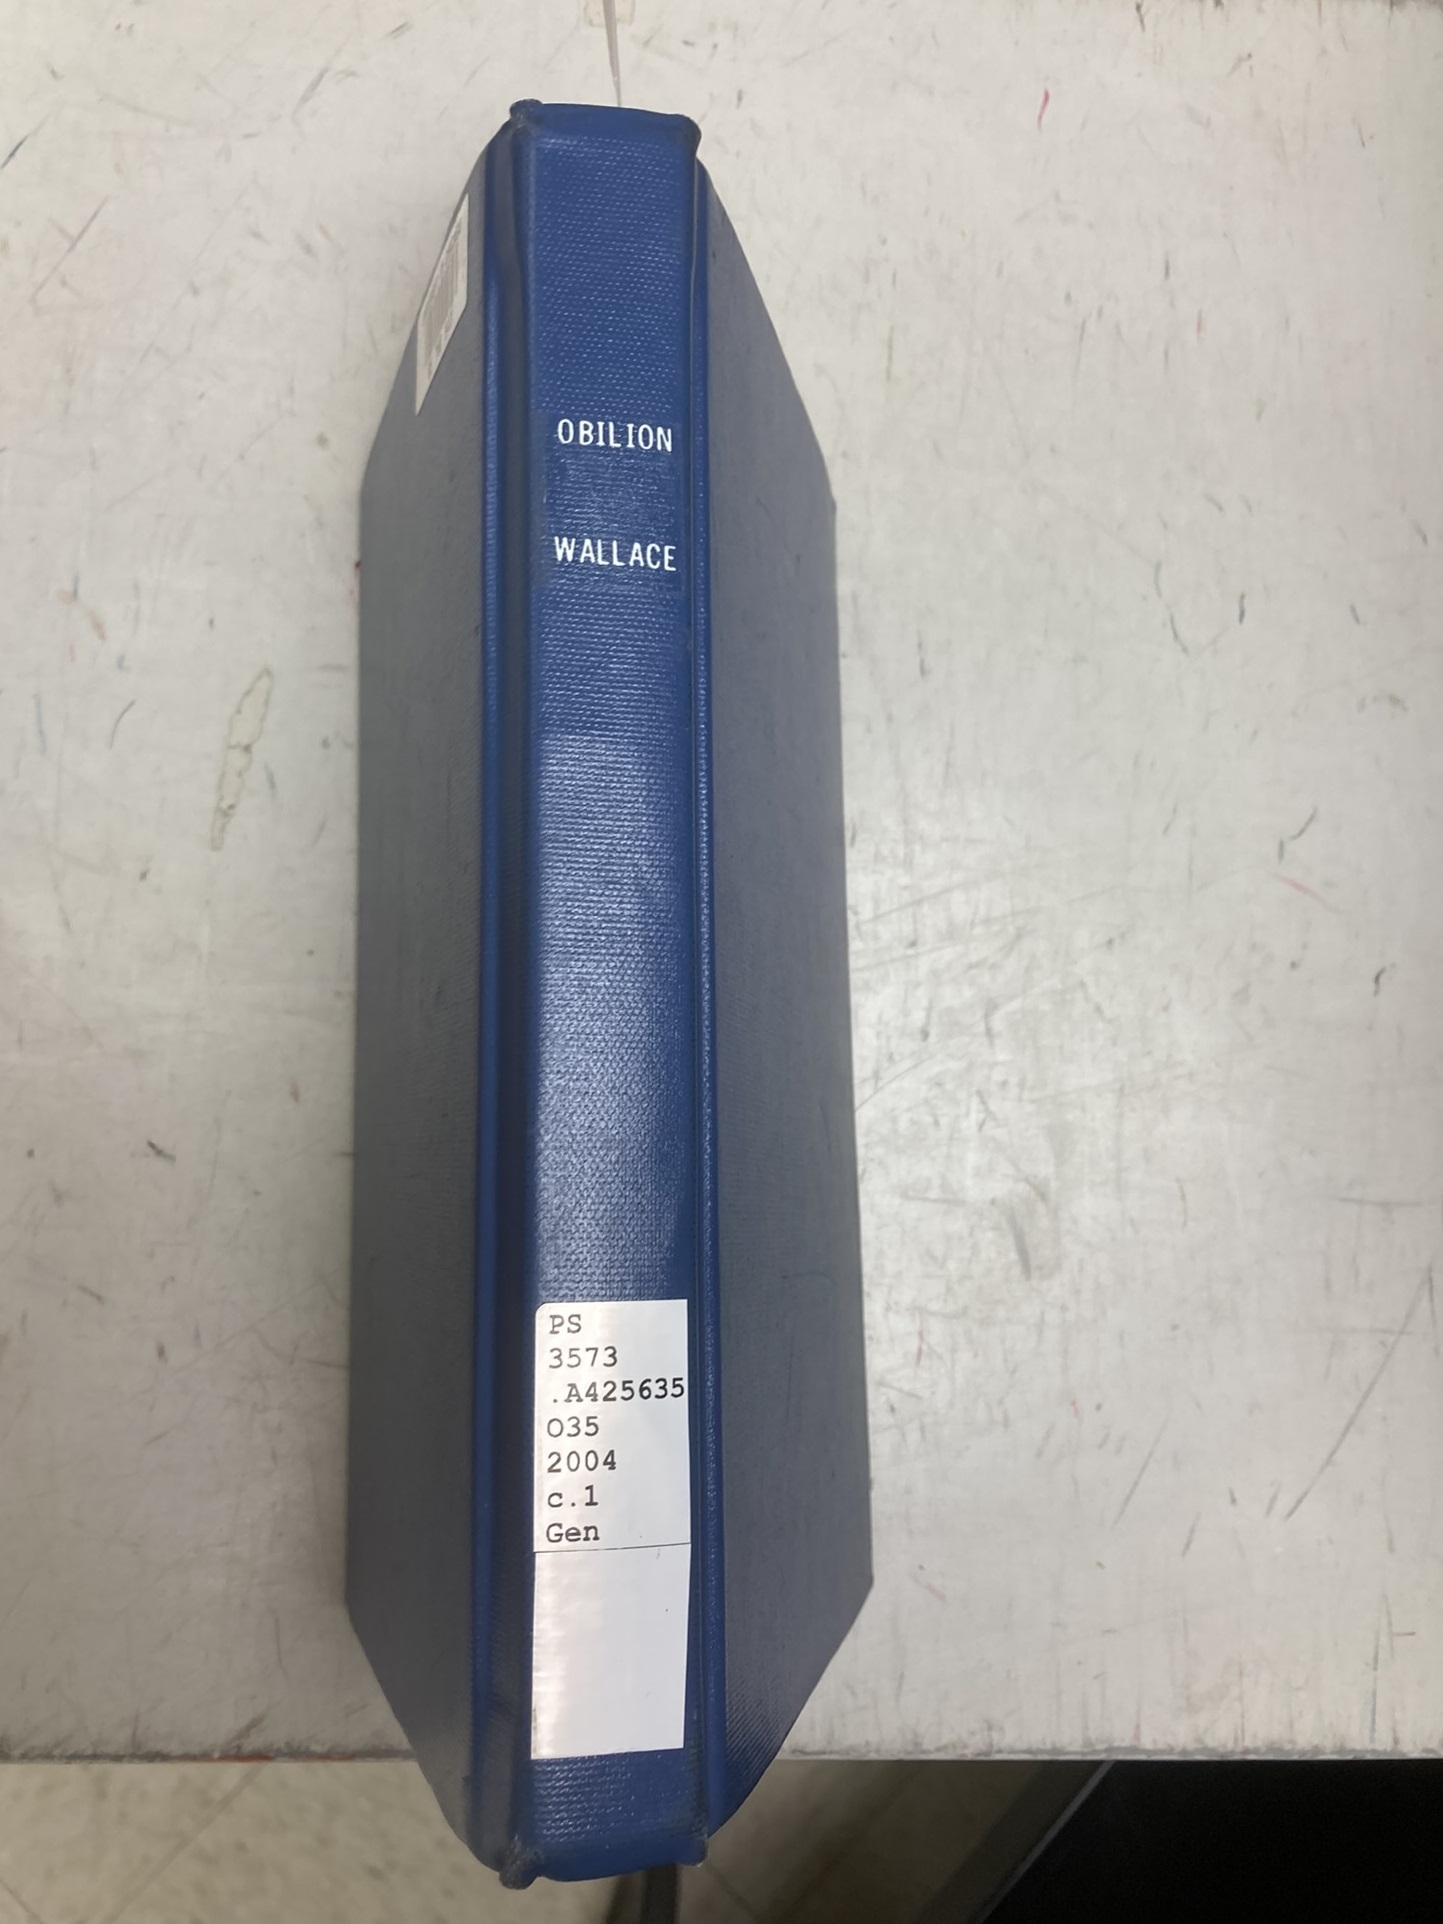 OBILION
WALLACE
PS
3573
.A425635
O35
2004
c.1
Gen